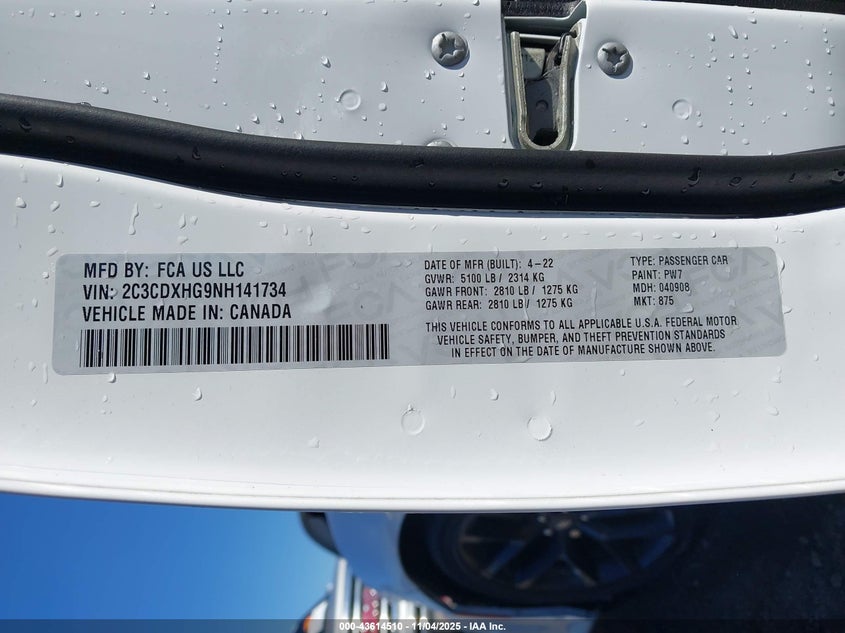 MFD BY: FCA US LLC
VIN: 2C3CDXHG9NH141734
VEHICLE MADE IN: CANADA
DATE OF MFR (BUILT): 4-22
GVWR: 5100 LB / 2314 KG
GAWR FRONT: 2810 LB / 1275 KG
GAWR REAR: 2810 LB / 1275 KG
TYPE: PASSENGER CAR
PAINT: PW7
MDH: 040908
MKT: 875
THIS VEHICLE CONFORMS TO ALL APPLICABLE U.S.A. FEDERAL MOTOR
VEHICLE SAFETY, BUMPER, AND THEFT PREVENTION STANDARDS
IN EFFECT ON THE DATE OF MANUFACTURE SHOWN ABOVE.
000-43614510 - 11/04/2025 - IAA Inc.